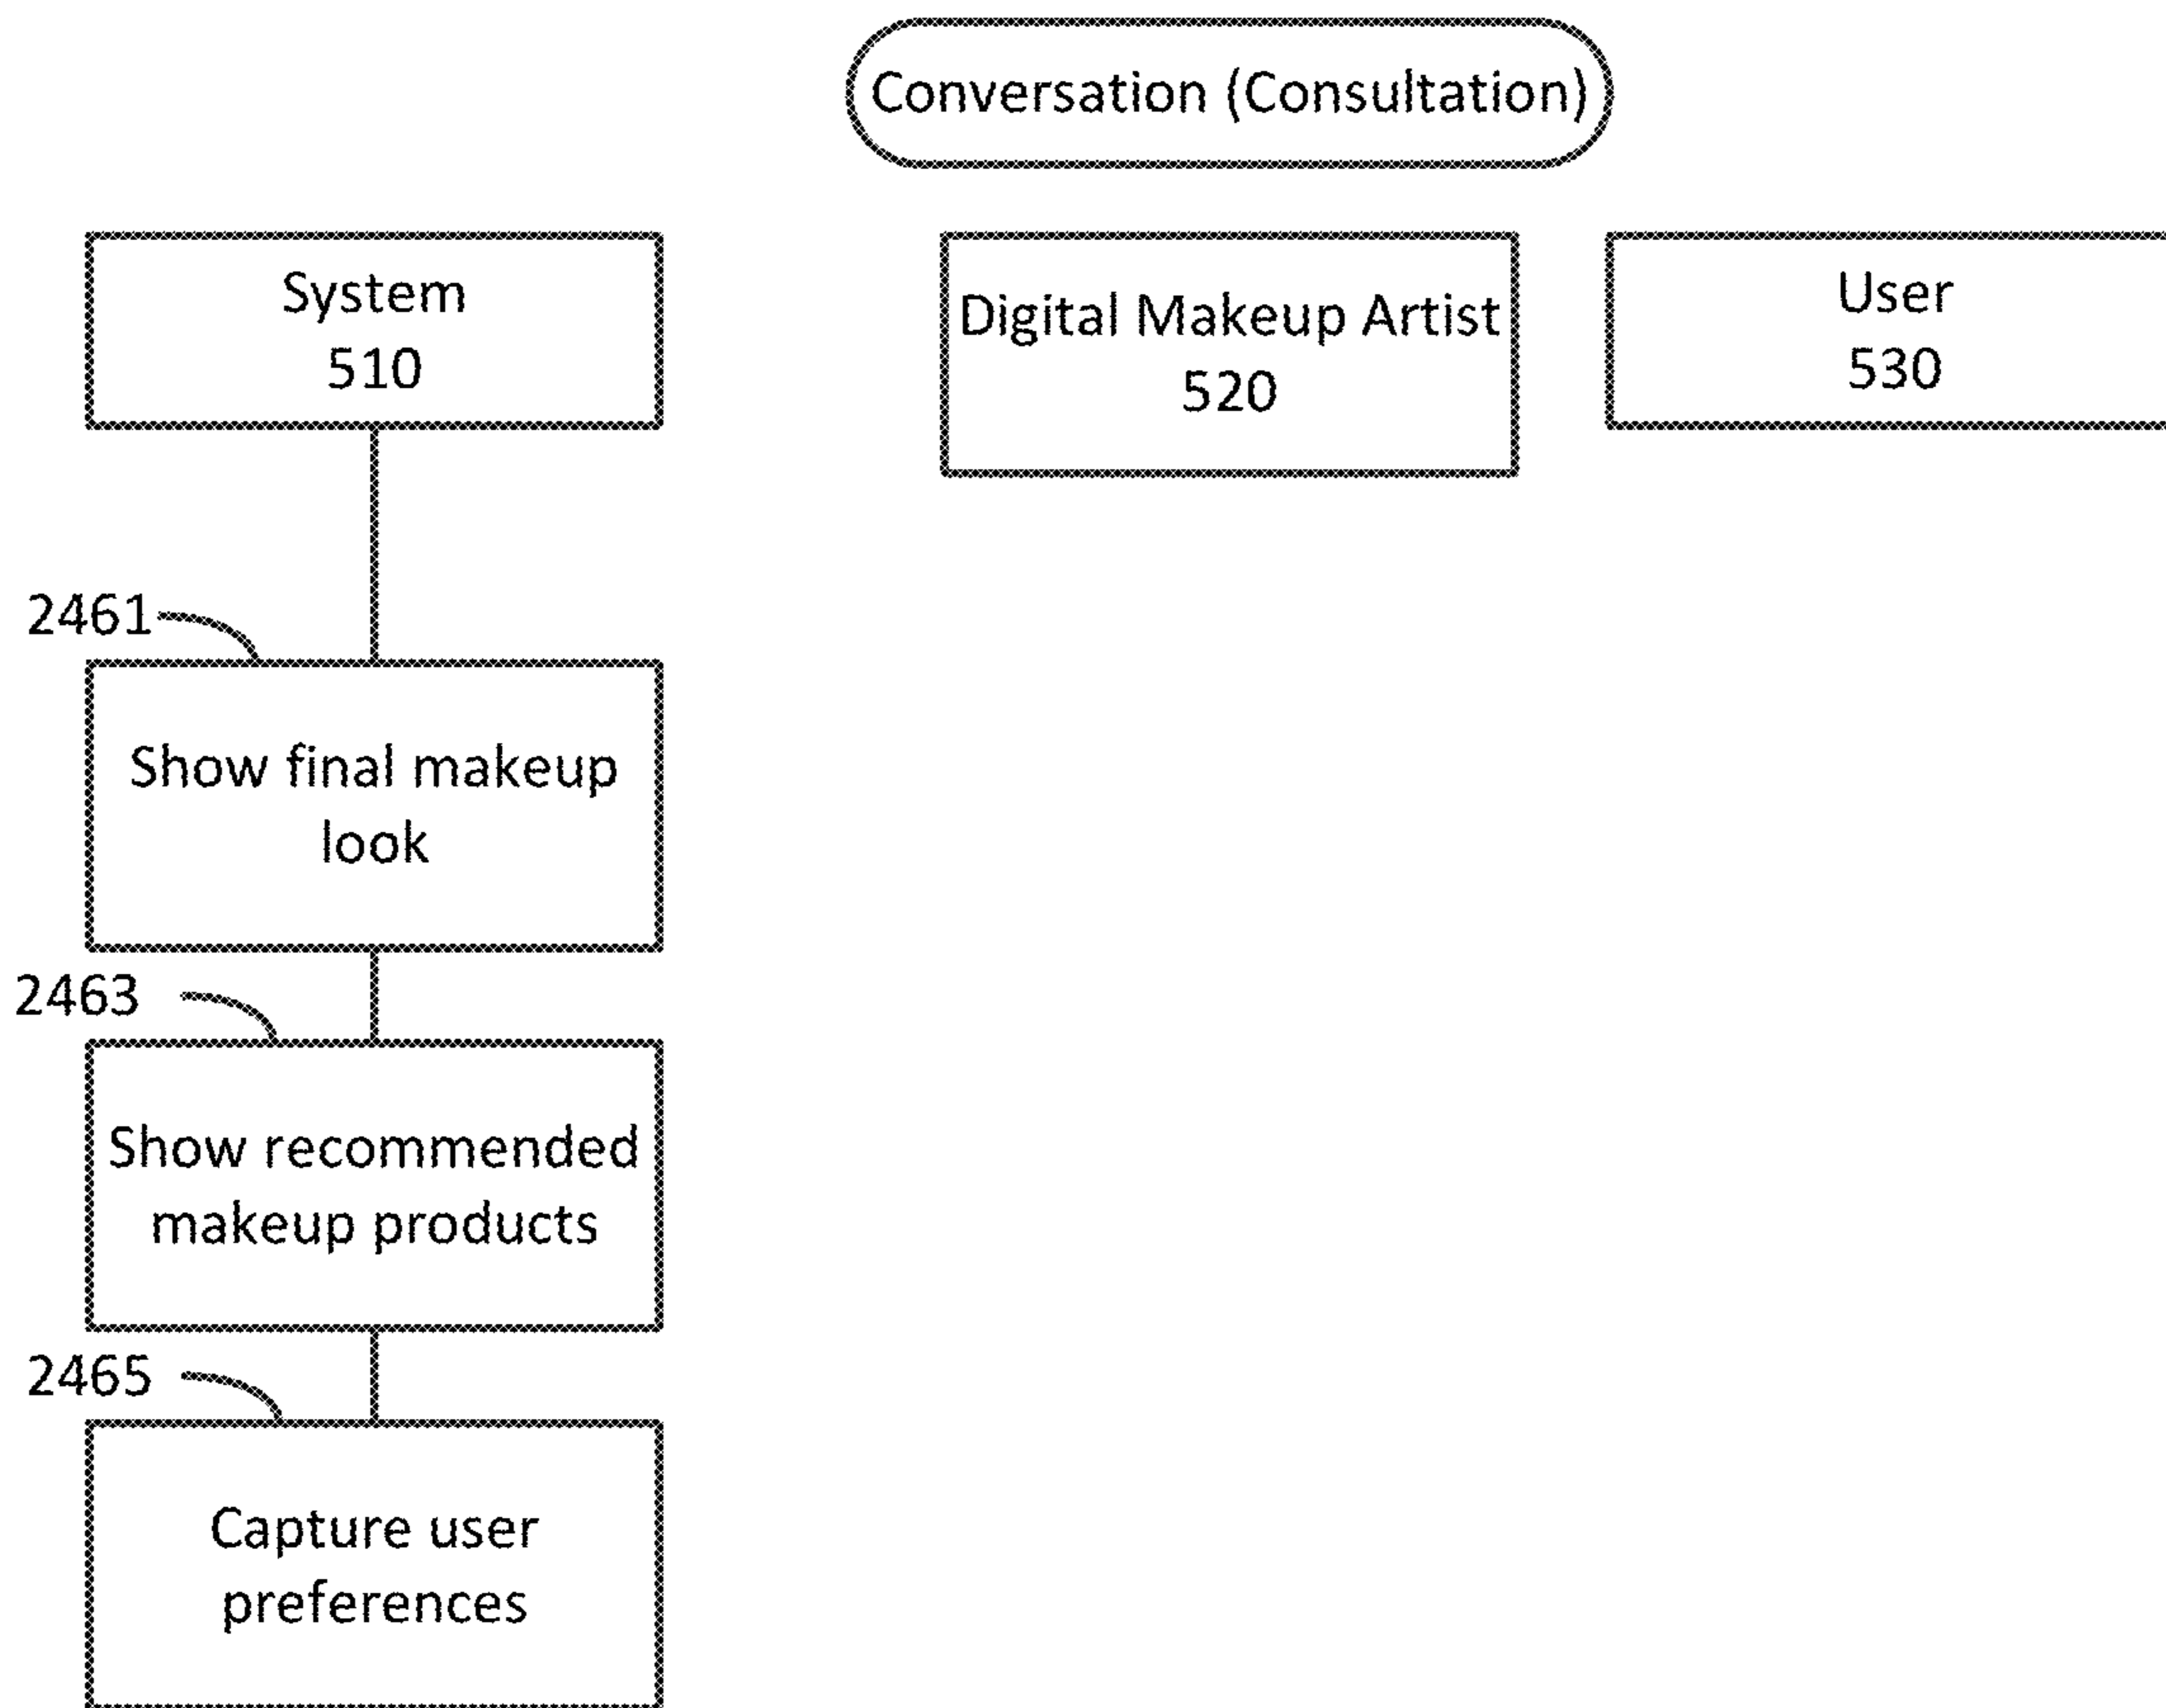 Conversation (Consultation)
System
510
Digital Makeup Artist
520
User
530
2461
Show final makeup
look
2463
Show recommended
makeup products
2465
Capture user
preferences